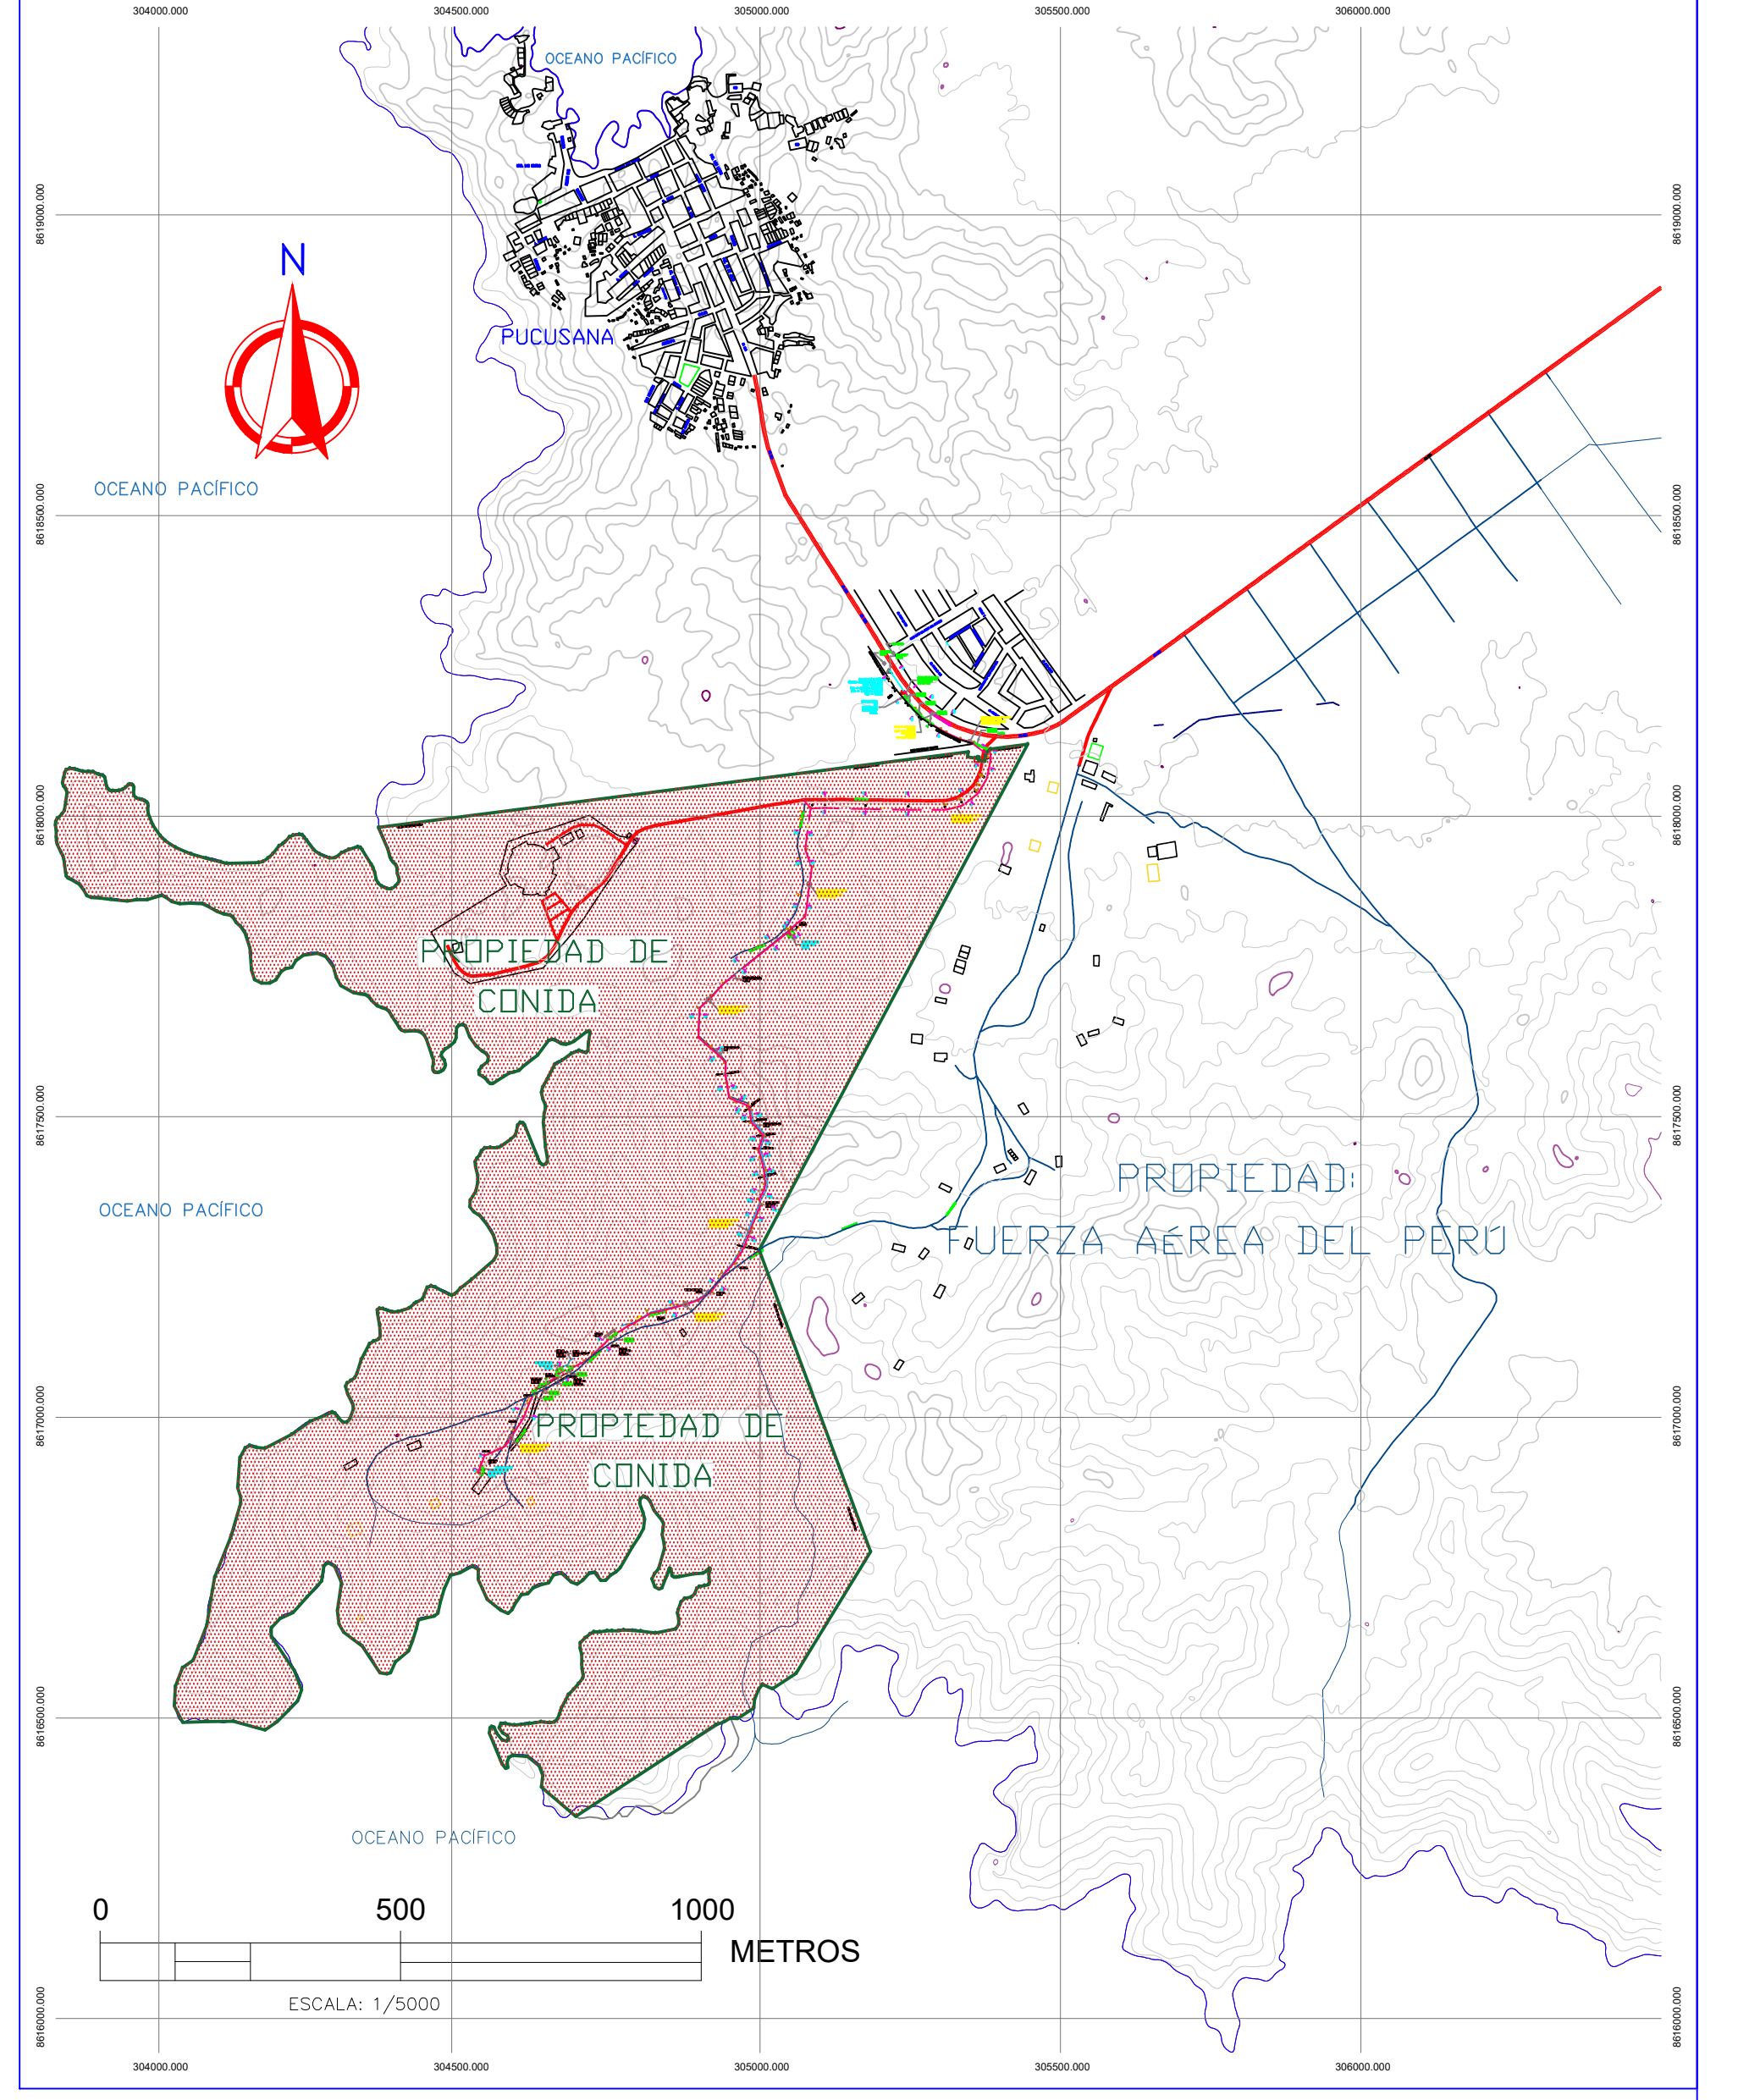 304000.000
304500.000
305000.000
305500.000
306000.000
OCEANO PACÍFICO
8619000.000
8619000.000
N
PUCUSANA
OCEANO PACÍFICO
8618500.000
8618500.000
8618000.000
8618000.000
PROPIEDAD DE
CONIDA
8617500.000
8617500.000
PROPIEDAD:
OCEANO PACÍFICO
FUERZA AéREA DEL PERÚ
8617000.000
8617000.000
PROPIEDAD DE
CONIDA
8616500.000
8616500.000
OCEANO PACÍFICO
0
500
1000
METROS
ESCALA: 1/5000
8616000.000
8616000.000
304000.000
304500.000
305000.000
305500.000
306000.000